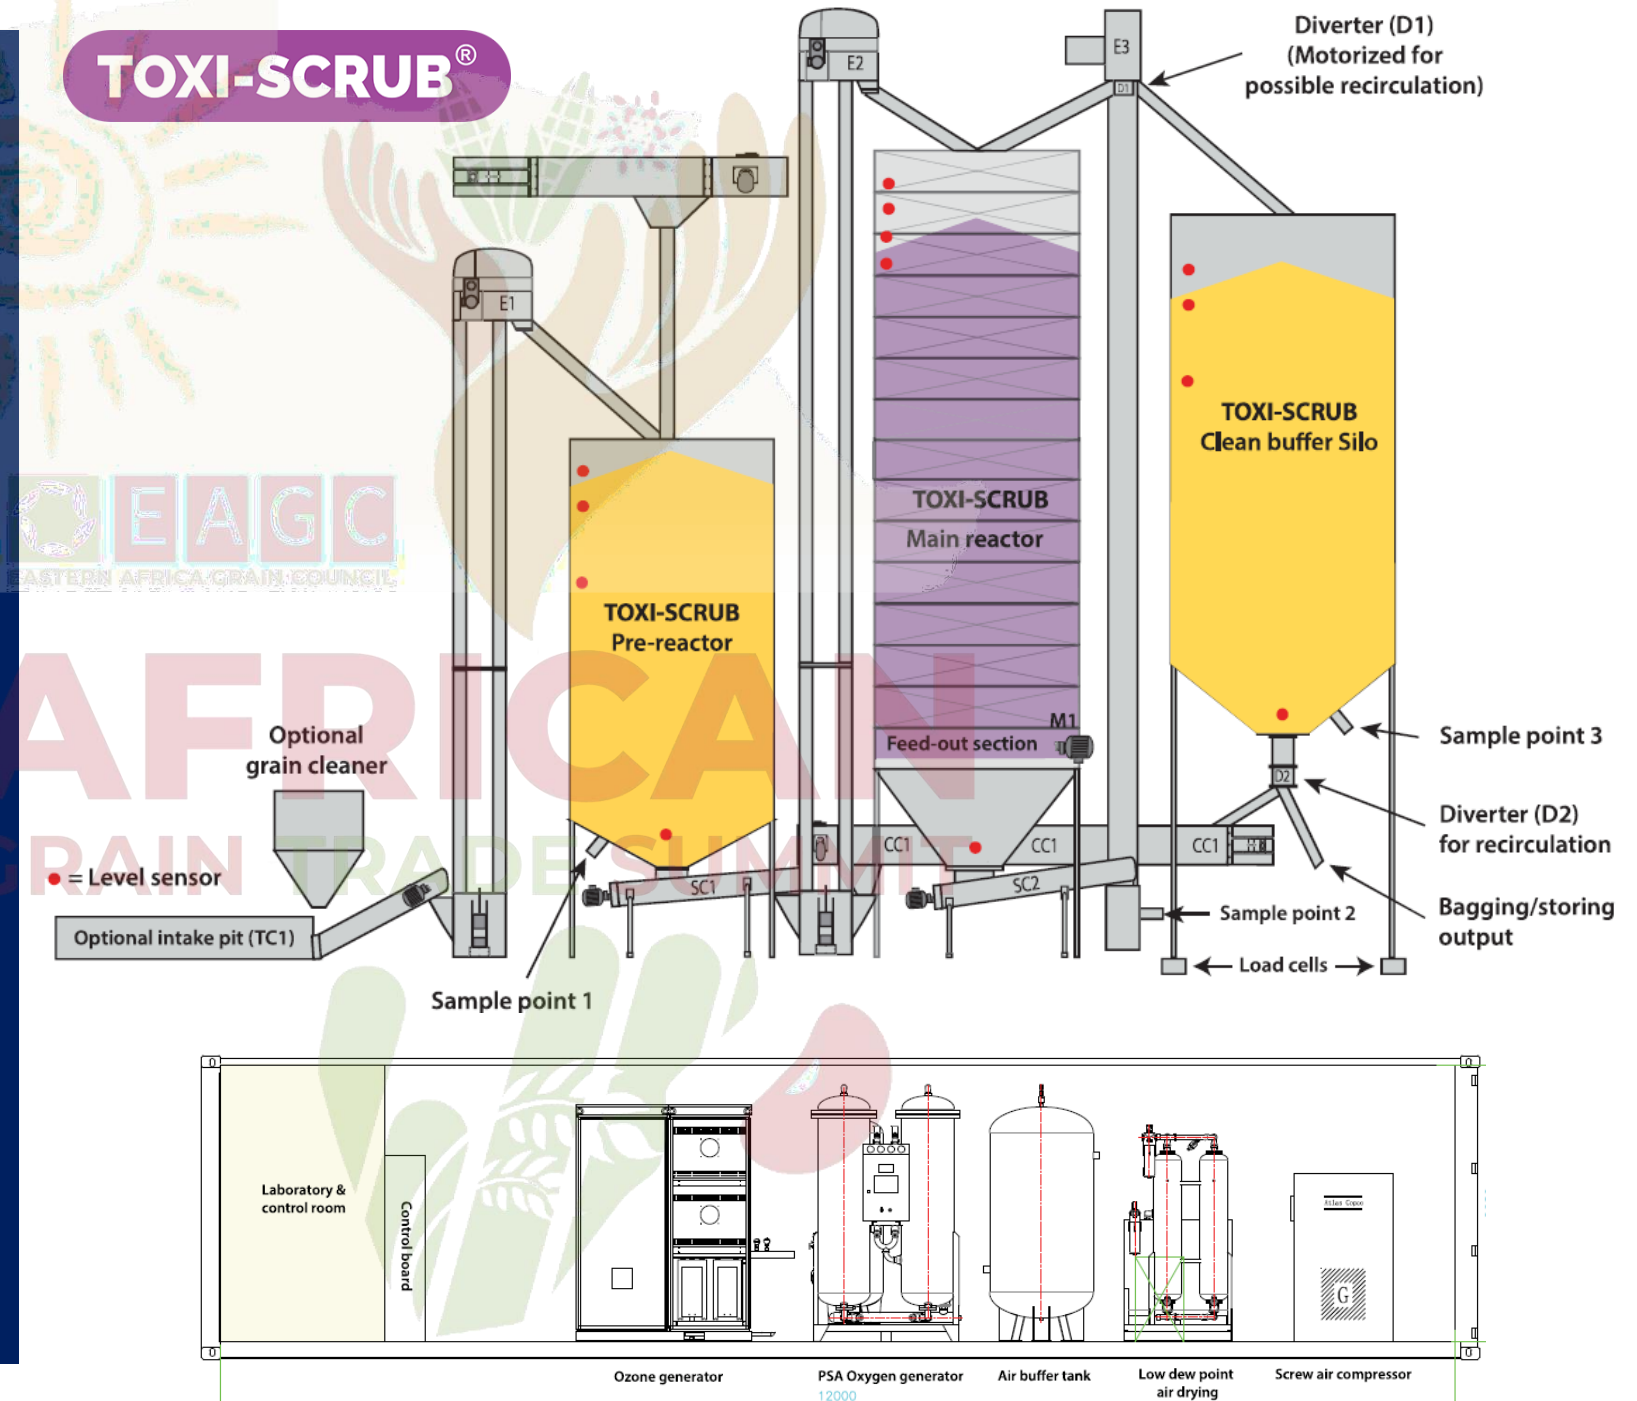 TOXI-SCRUB®
Diverter (D1)
(Motorized for
possible recirculation)
E3
D1
E2
E1
TOXI-SCRUB
Clean buffer Silo
TOXI-SCRUB
Main reactor
TOXI-SCRUB
Pre-reactor
EAGC
EASTERN AFRICA GRAIN COUNCIL
AFRICAN
GRAIN TRADE SUMMIT
M1
Feed-out section
Optional
grain cleaner
Sample point 3
D2
Diverter (D2)
for recirculation
CC1
CC1
CC1
= Level sensor
SC1
SC2
Optional intake pit (TC1)
Sample point 2
Bagging/storing
output
Load cells
Sample point 1
Laboratory &
control room
Control board
Atlas Copco
G
Ozone generator
PSA Oxygen generator
Air buffer tank
Low dew point
air drying
Screw air compressor
12000